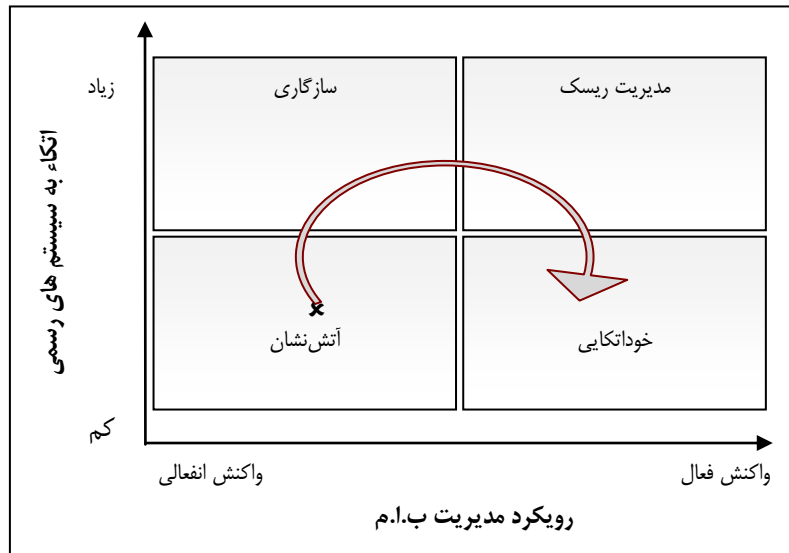 زیاد
سازگاری
مدیریت ریسک
اتکاء به سیستم های رسمی
آتش‌نشان
خوداتکایی
کم
واکنش انفعالی
واکنش فعال
رویکرد مدیریت ب.ا.م